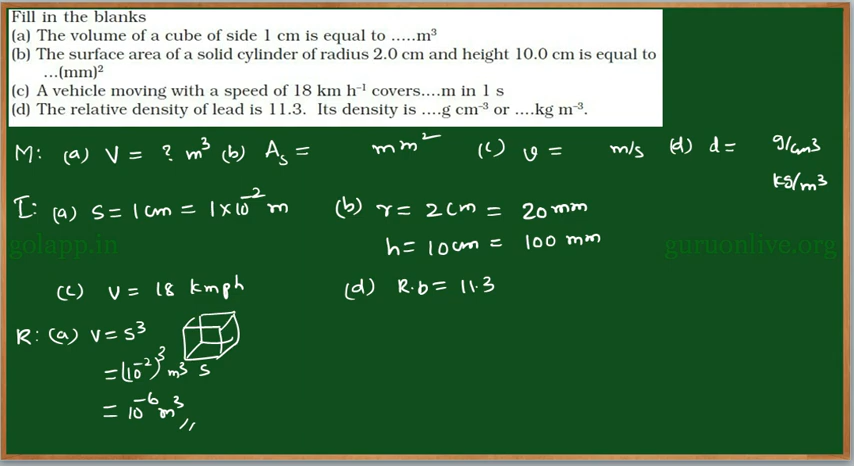 Fill in the blanks
(a) The volume of a cube of side 1 cm is equal to .....m³
(b) The surface area of a solid cylinder of radius 2.0 cm and height 10.0 cm is equal to
...(mm)²
(c) A vehicle moving with a speed of 18 km h⁻¹ covers....m in 1 s
(d) The relative density of lead is 11.3. Its density is ....g cm⁻³ or ....kg m⁻³.
M: (a) V = ? m³ (b) Aₛ = mm² (c) v = m/s (d) d = g/cm³
kg/m³
I: (a) S = 1 cm = 1 × 10⁻² m (b) r = 2 cm = 20 mm
golapp.in h = 10 cm = 100 mm guruonlive.org
(c) v = 18 kmph (d) R.D = 11.3
R: (a) V = S³
= (10⁻²)³ m³ S
= 10⁻⁶ m³ //